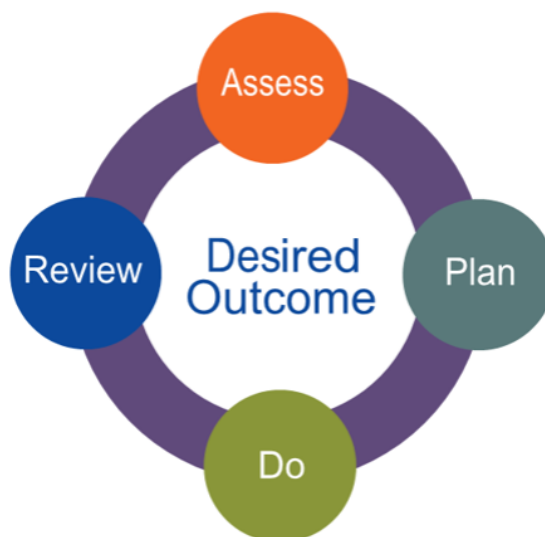 Assess
Review
Desired
Outcome
Plan
Do